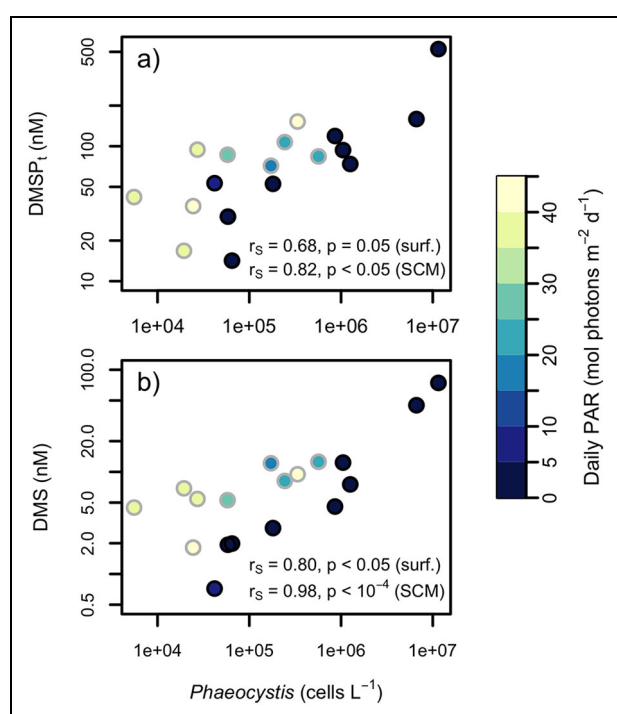 a)
500
100
50
20
10
DMSPt (nM)
rS = 0.68, p = 0.05 (surf.)
rS = 0.82, p < 0.05 (SCM)
1e+04 1e+05 1e+06 1e+07
b)
100.0
20.0
5.0
2.0
0.5
DMS (nM)
rS = 0.80, p < 0.05 (surf.)
rS = 0.98, p < 10−4 (SCM)
1e+04 1e+05 1e+06 1e+07
Phaeocystis (cells L−1)
40
30
20
10
5
0
Daily PAR (mol photons m−2 d−1)